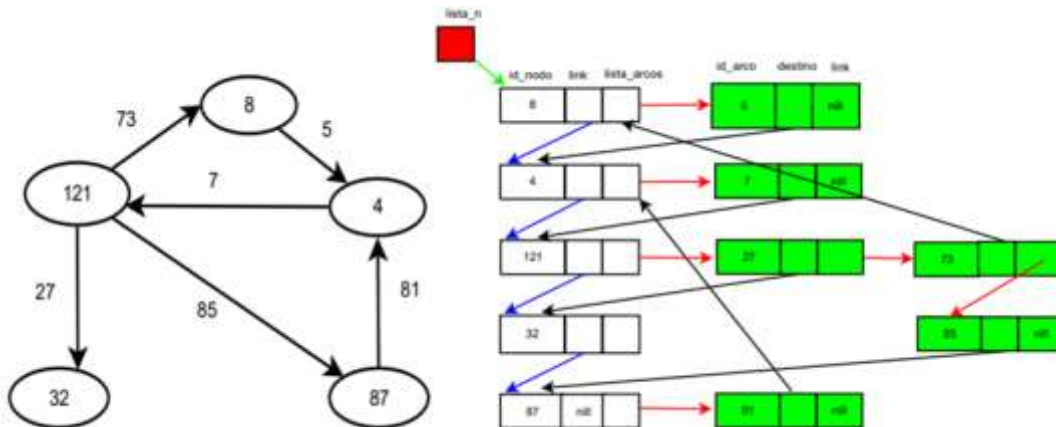 lista_n
id_nodo link lista_arcos id_arco destino link
8 5 nill
8
73 5
4 7 nill
7
121 4
121 27 73
27 85 81
32 85 nill
32 87
87 nill 81 nill